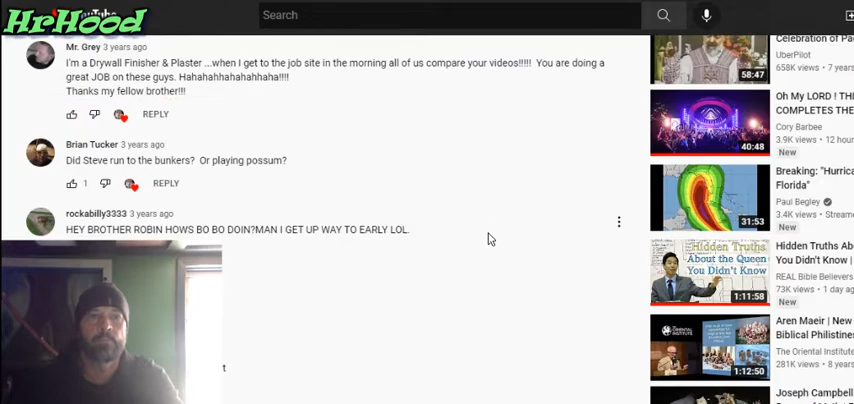 HrHood
Search
Mr. Grey 3 years ago
I'm a Drywall Finisher & Plaster ...when I get to the job site in the morning all of us compare your videos!!!!! You are doing a
great JOB on these guys. Hahahahhahahahhaha!!!!
Thanks my fellow brother!!!
REPLY
Brian Tucker 3 years ago
Did Steve run to the bunkers? Or playing possum?
1 REPLY
rockabilly3333 3 years ago
HEY BROTHER ROBIN HOWS BO BO DOIN?MAN I GET UP WAY TO EARLY LOL.
t
Celebration of Pa
UberPilot
658K views • 7 years
58:47
Oh My LORD ! TH
COMPLETES THE
Cory Barbee
3.9K views • 12 hour
New
40:48
Breaking: "Hurrica
Florida"
Paul Begley
3.4K views • Streame
New
31:53
Hidden Truths Abo
You Didn't Know |
REAL Bible Believers
73K views • 1 day ag
New
Hidden Truths
About the Queen
You Didn't Know
1:11:58
Aren Maeir | New
Biblical Philistines
The Oriental Institute
281K views • 8 years
1:12:50
Joseph Campbell